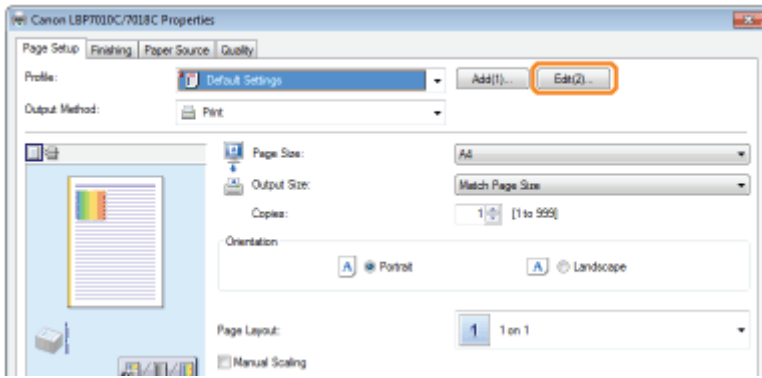 Canon LBP7010C/7018C Properties
Page Setup Finishing Paper Source Quality
Profile: Default Settings Add(1)... Edit(2)...
Output Method: Print
Page Size: A4
Output Size: Match Page Size
Copies: 1 [1 to 999]
Orientation
A Portrait A Landscape
Page Layout: 1 1 on 1
Manual Scaling